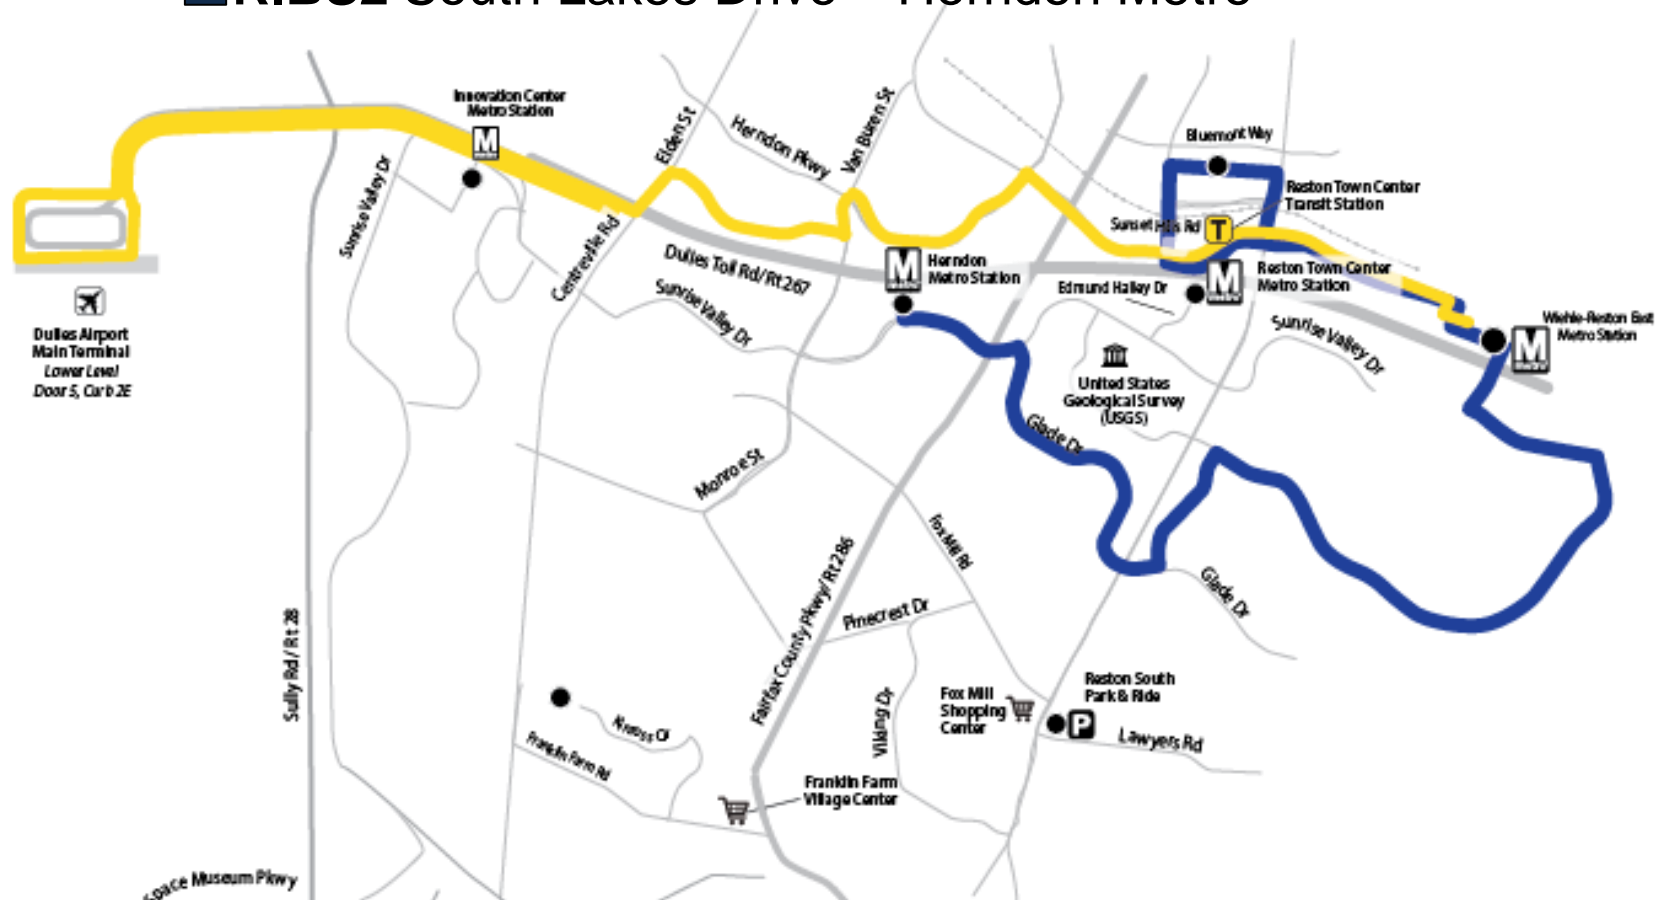 RIBS2 South Lakes Drive – Herndon Metro
Innovation Center
Metro Station
M
Elden St
Herndon Pkwy
Van Buren St
Bluemont Way
Sunrise Valley Dr
Reston Town Center
Transit Station
Sunset Hills Rd
T
Centreville Rd
Dulles Toll Rd/Rt 267
M
Herndon
Metro Station
Edmund Halley Dr
M
Reston Town Center
Metro Station
Sunrise Valley Dr
Sunrise Valley Dr
Wiehle-Reston East
Metro Station
M
Dulles Airport
Main Terminal
Lower Level
Door 5, Curb 2E
United States
Geological Survey
(USGS)
Glade Dr
Monroe St
Fox Mill Rd
Fairfax County Pkwy/Rt 286
Glade Dr
Pinecrest Dr
Sully Rd/Rt 28
Viking Dr
Fox Mill
Shopping
Center
Reston South
Park & Ride
P
Lawyers Rd
Franklin Farm Rd
Franklin Farm
Village Center
Space Museum Pkwy